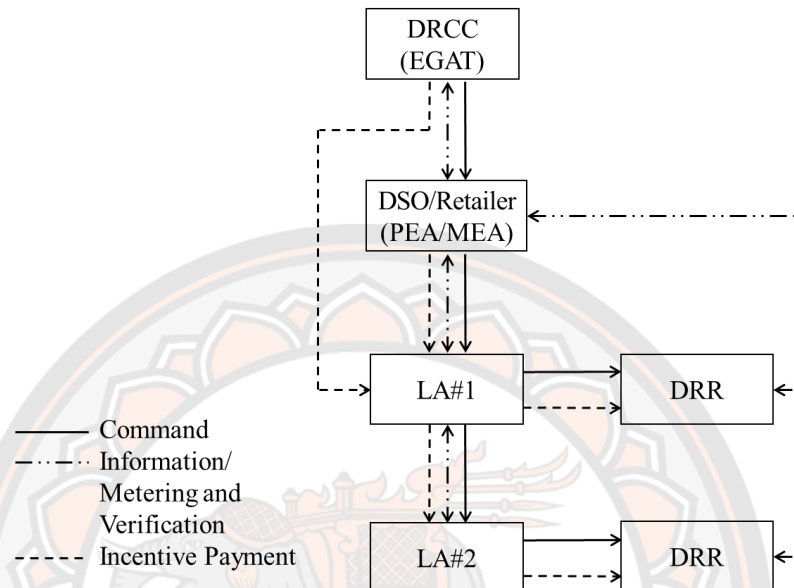 DRCC
(EGAT)
DSO/Retailer
(PEA/MEA)
LA#1
DRR
Command
Information/
Metering and
Verification
Incentive Payment
LA#2
DRR